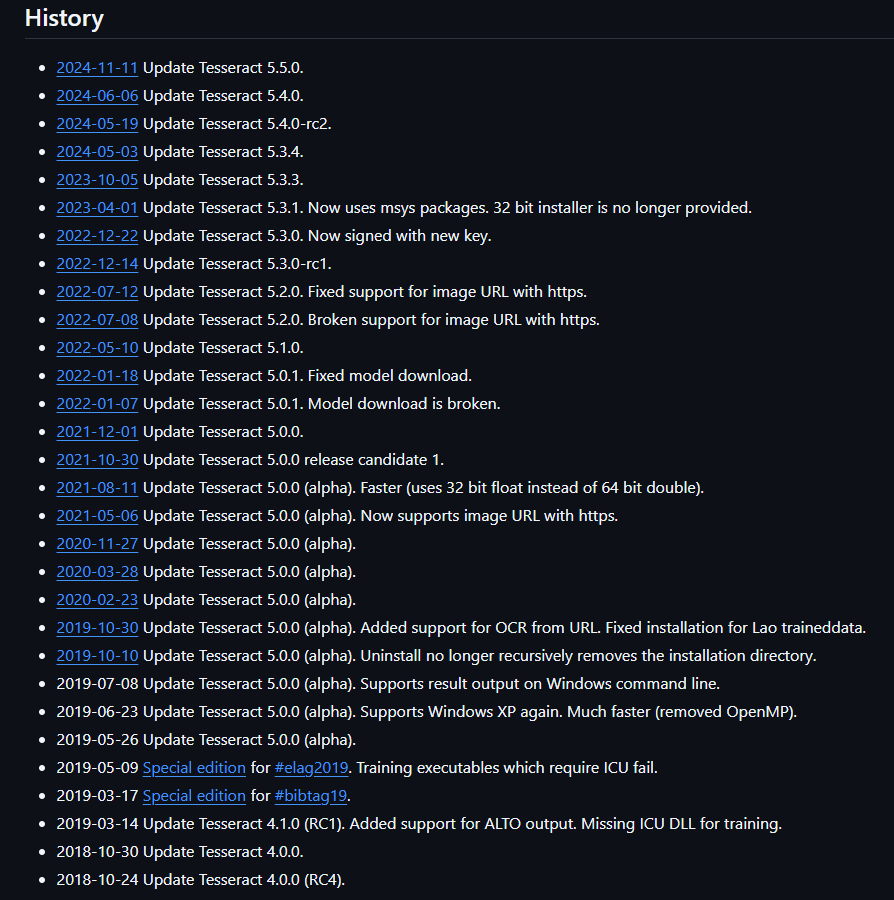 History
2024-11-11 Update Tesseract 5.5.0.
2024-06-06 Update Tesseract 5.4.0.
2024-05-19 Update Tesseract 5.4.0-rc2.
2024-05-03 Update Tesseract 5.3.4.
2023-10-05 Update Tesseract 5.3.3.
2023-04-01 Update Tesseract 5.3.1. Now uses msys packages. 32 bit installer is no longer provided.
2022-12-22 Update Tesseract 5.3.0. Now signed with new key.
2022-12-14 Update Tesseract 5.3.0-rc1.
2022-07-12 Update Tesseract 5.2.0. Fixed support for image URL with https.
2022-07-08 Update Tesseract 5.2.0. Broken support for image URL with https.
2022-05-10 Update Tesseract 5.1.0.
2022-01-18 Update Tesseract 5.0.1. Fixed model download.
2022-01-07 Update Tesseract 5.0.1. Model download is broken.
2021-12-01 Update Tesseract 5.0.0.
2021-10-30 Update Tesseract 5.0.0 release candidate 1.
2021-08-11 Update Tesseract 5.0.0 (alpha). Faster (uses 32 bit float instead of 64 bit double).
2021-05-06 Update Tesseract 5.0.0 (alpha). Now supports image URL with https.
2020-11-27 Update Tesseract 5.0.0 (alpha).
2020-03-28 Update Tesseract 5.0.0 (alpha).
2020-02-23 Update Tesseract 5.0.0 (alpha).
2019-10-30 Update Tesseract 5.0.0 (alpha). Added support for OCR from URL. Fixed installation for Lao traineddata.
2019-10-10 Update Tesseract 5.0.0 (alpha). Uninstall no longer recursively removes the installation directory.
2019-07-08 Update Tesseract 5.0.0 (alpha). Supports result output on Windows command line.
2019-06-23 Update Tesseract 5.0.0 (alpha). Supports Windows XP again. Much faster (removed OpenMP).
2019-05-26 Update Tesseract 5.0.0 (alpha).
2019-05-09 Special edition for #elag2019. Training executables which require ICU fail.
2019-03-17 Special edition for #bibtag19.
2019-03-14 Update Tesseract 4.1.0 (RC1). Added support for ALTO output. Missing ICU DLL for training.
2018-10-30 Update Tesseract 4.0.0.
2018-10-24 Update Tesseract 4.0.0 (RC4).